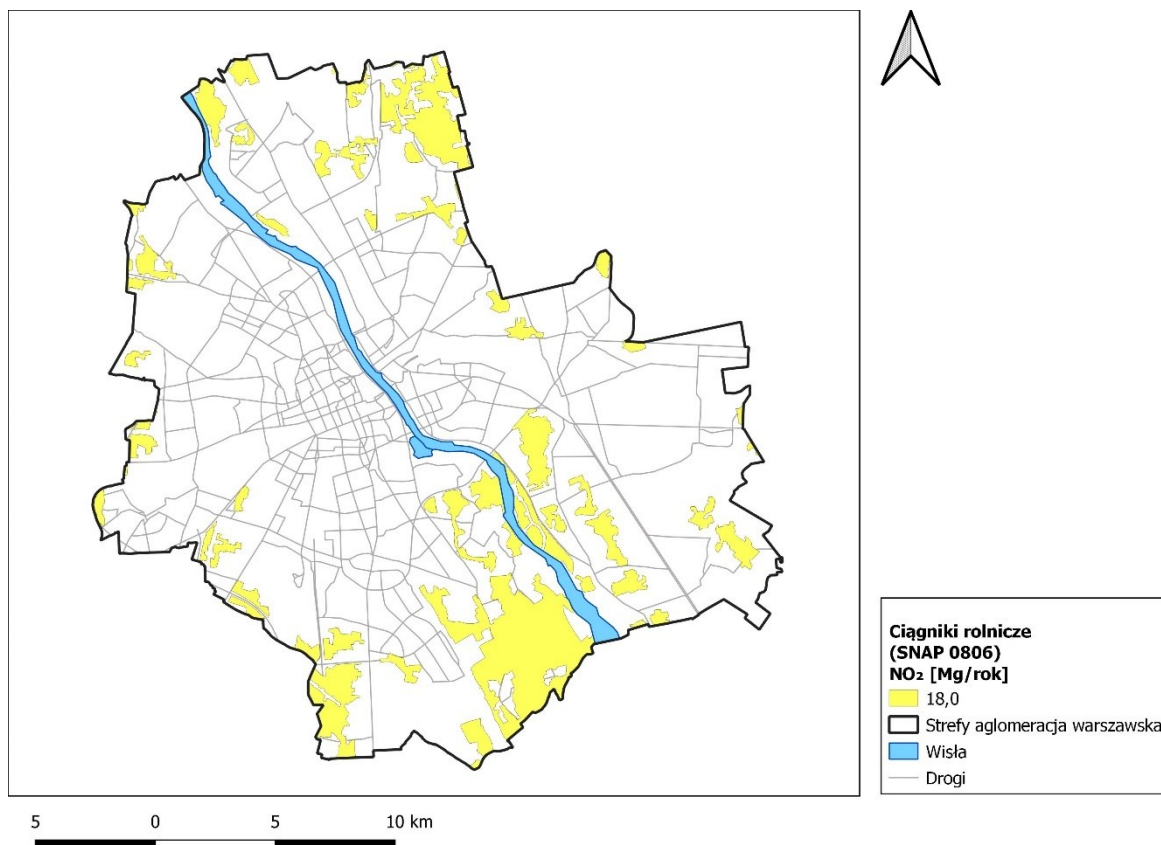 Ciągniki rolnicze
(SNAP 0806)
NO₂ [Mg/rok]
18,0
Strefy aglomeracja warszawska
Wisła
Drogi
5 0 5 10 km